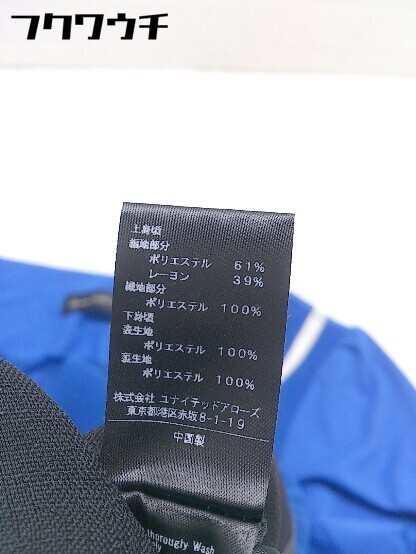 フクワウチ
上身頃
編地部分
ポリエステル 61%
レーヨン 39%
織地部分
ポリエステル 100%
下身頃
表生地
ポリエステル 100%
裏生地
ポリエステル 100%
株式会社 ユナイテッドアローズ
東京都港区赤坂8-1-19
中国製
horougly Wash